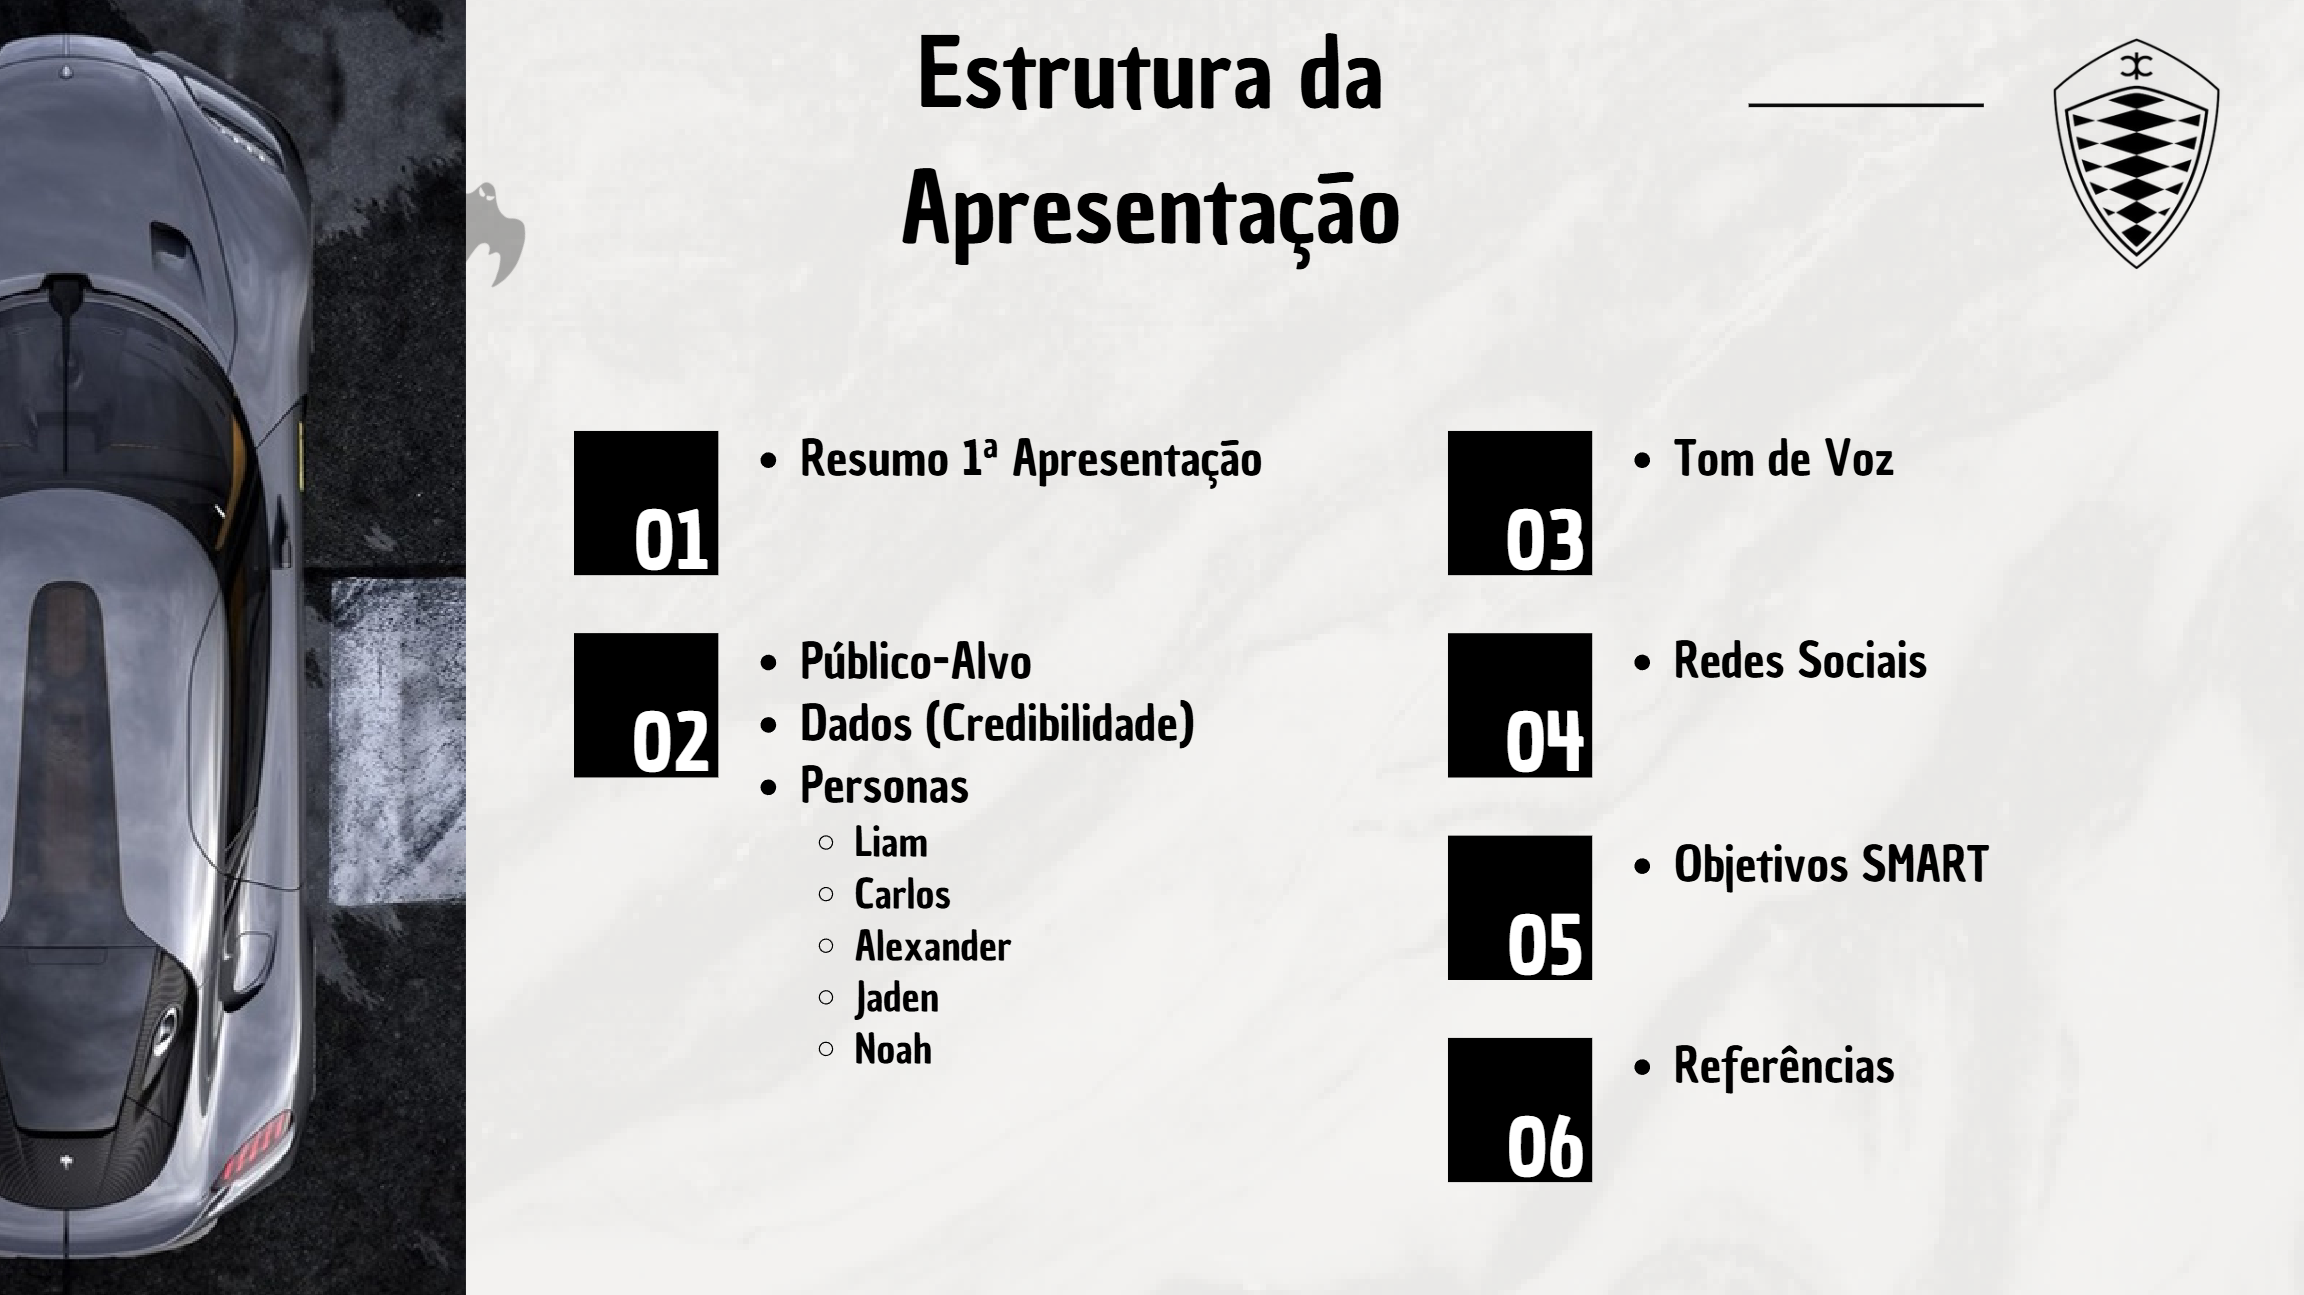 Estrutura da
Apresentação
01
Resumo 1ª Apresentação
02
Público-Alvo
Dados (Credibilidade)
Personas
Liam
Carlos
Alexander
Jaden
Noah
03
Tom de Voz
04
Redes Sociais
05
Objetivos SMART
06
Referências